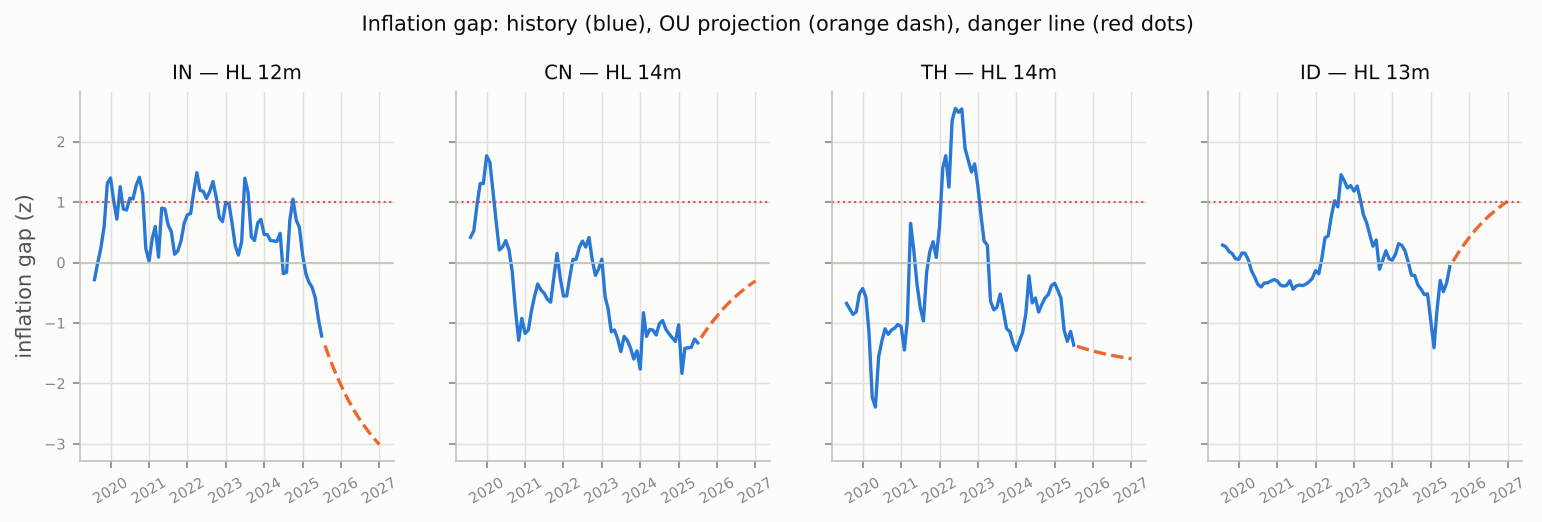 Inflation gap: history (blue), OU projection (orange dash), danger line (red dots)
IN — HL 12m
CN — HL 14m
TH — HL 14m
ID — HL 13m
inflation gap (z)
2
1
0
−1
−2
−3
2020 2021 2022 2023 2024 2025 2026 2027
2020 2021 2022 2023 2024 2025 2026 2027
2020 2021 2022 2023 2024 2025 2026 2027
2020 2021 2022 2023 2024 2025 2026 2027